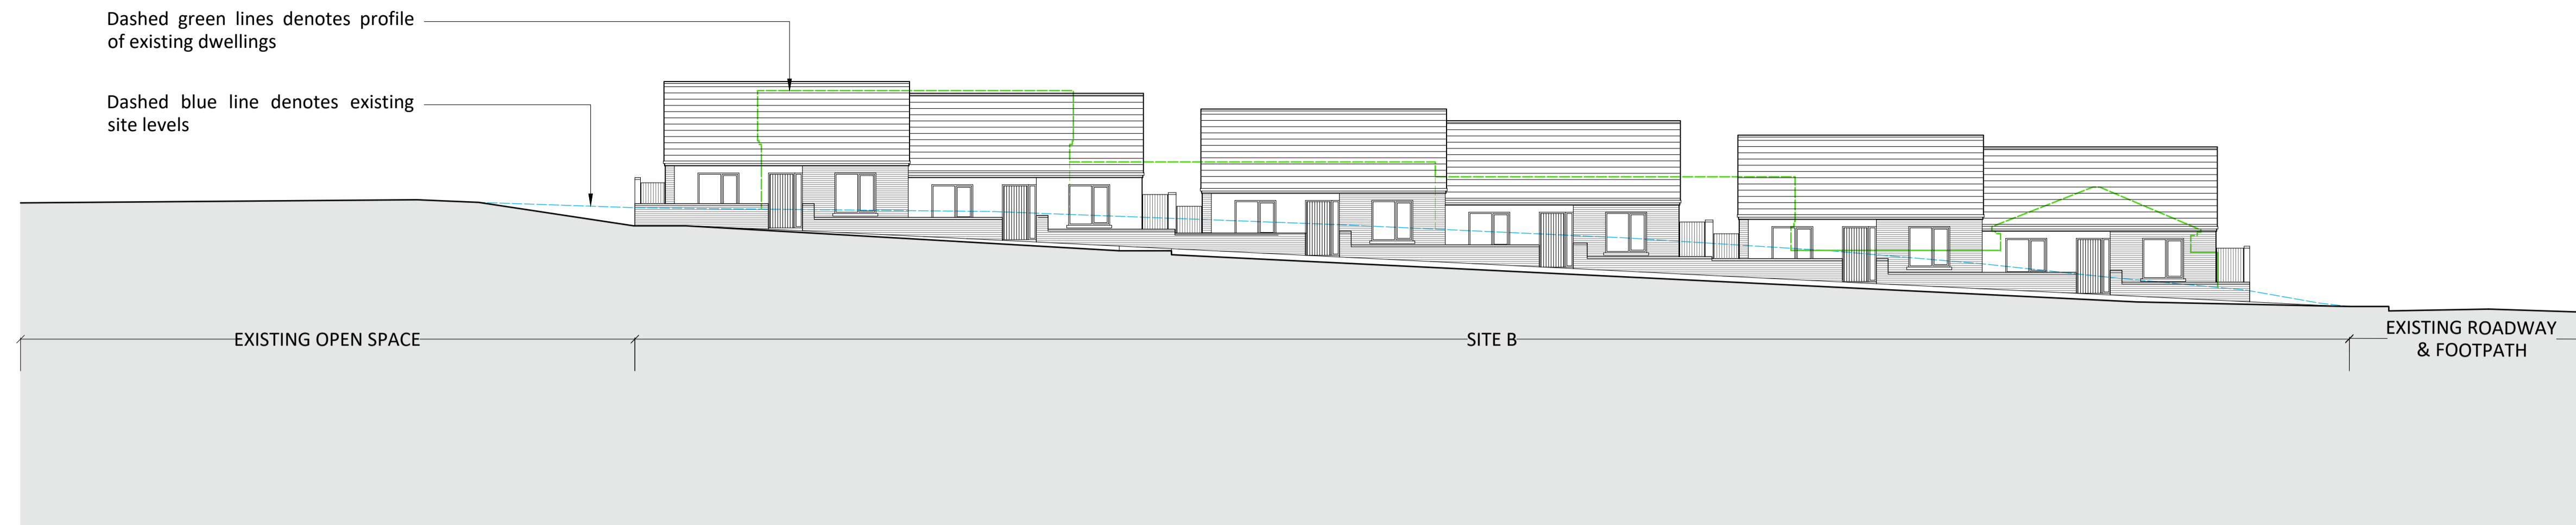 Dashed green lines denotes profile
of existing dwellings
Dashed blue line denotes existing
site levels
EXISTING OPEN SPACE
SITE B
EXISTING ROADWAY
& FOOTPATH